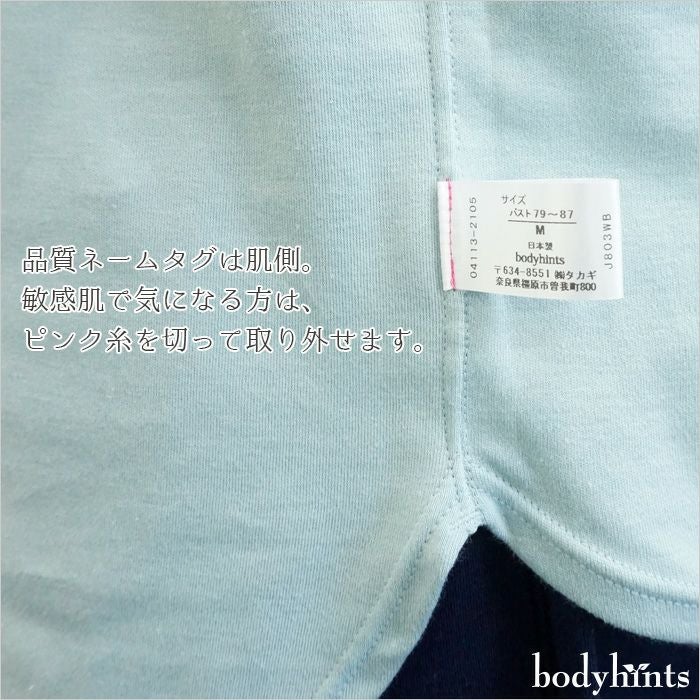 品質ネームタグは肌側。
敏感肌で気になる方は、
ピンク糸を切って取り外せます。
04113-2105
サイズ
バスト79〜87
M
日本製
bodyhints
〒634-8551 ㈱タカギ
奈良県橿原市曽我町800
J803WB
bodyhints